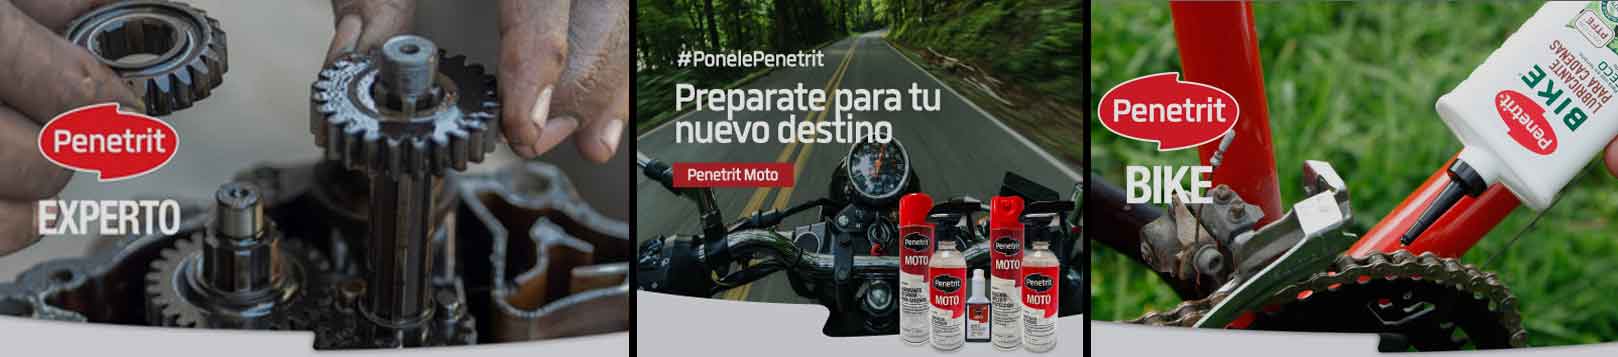 Penetrit
EXPERTO
#PonelePenetrit
Preparate para tu
nuevo destino
Penetrit Moto
Penetrit
MOTO
Penetrit
MOTO
Penetrit
MOTO
Penetrit
MOTO
Penetrit
BIKE
PTFE
LUBRICANTE
PARA CADENAS
BIKE
Penetrit